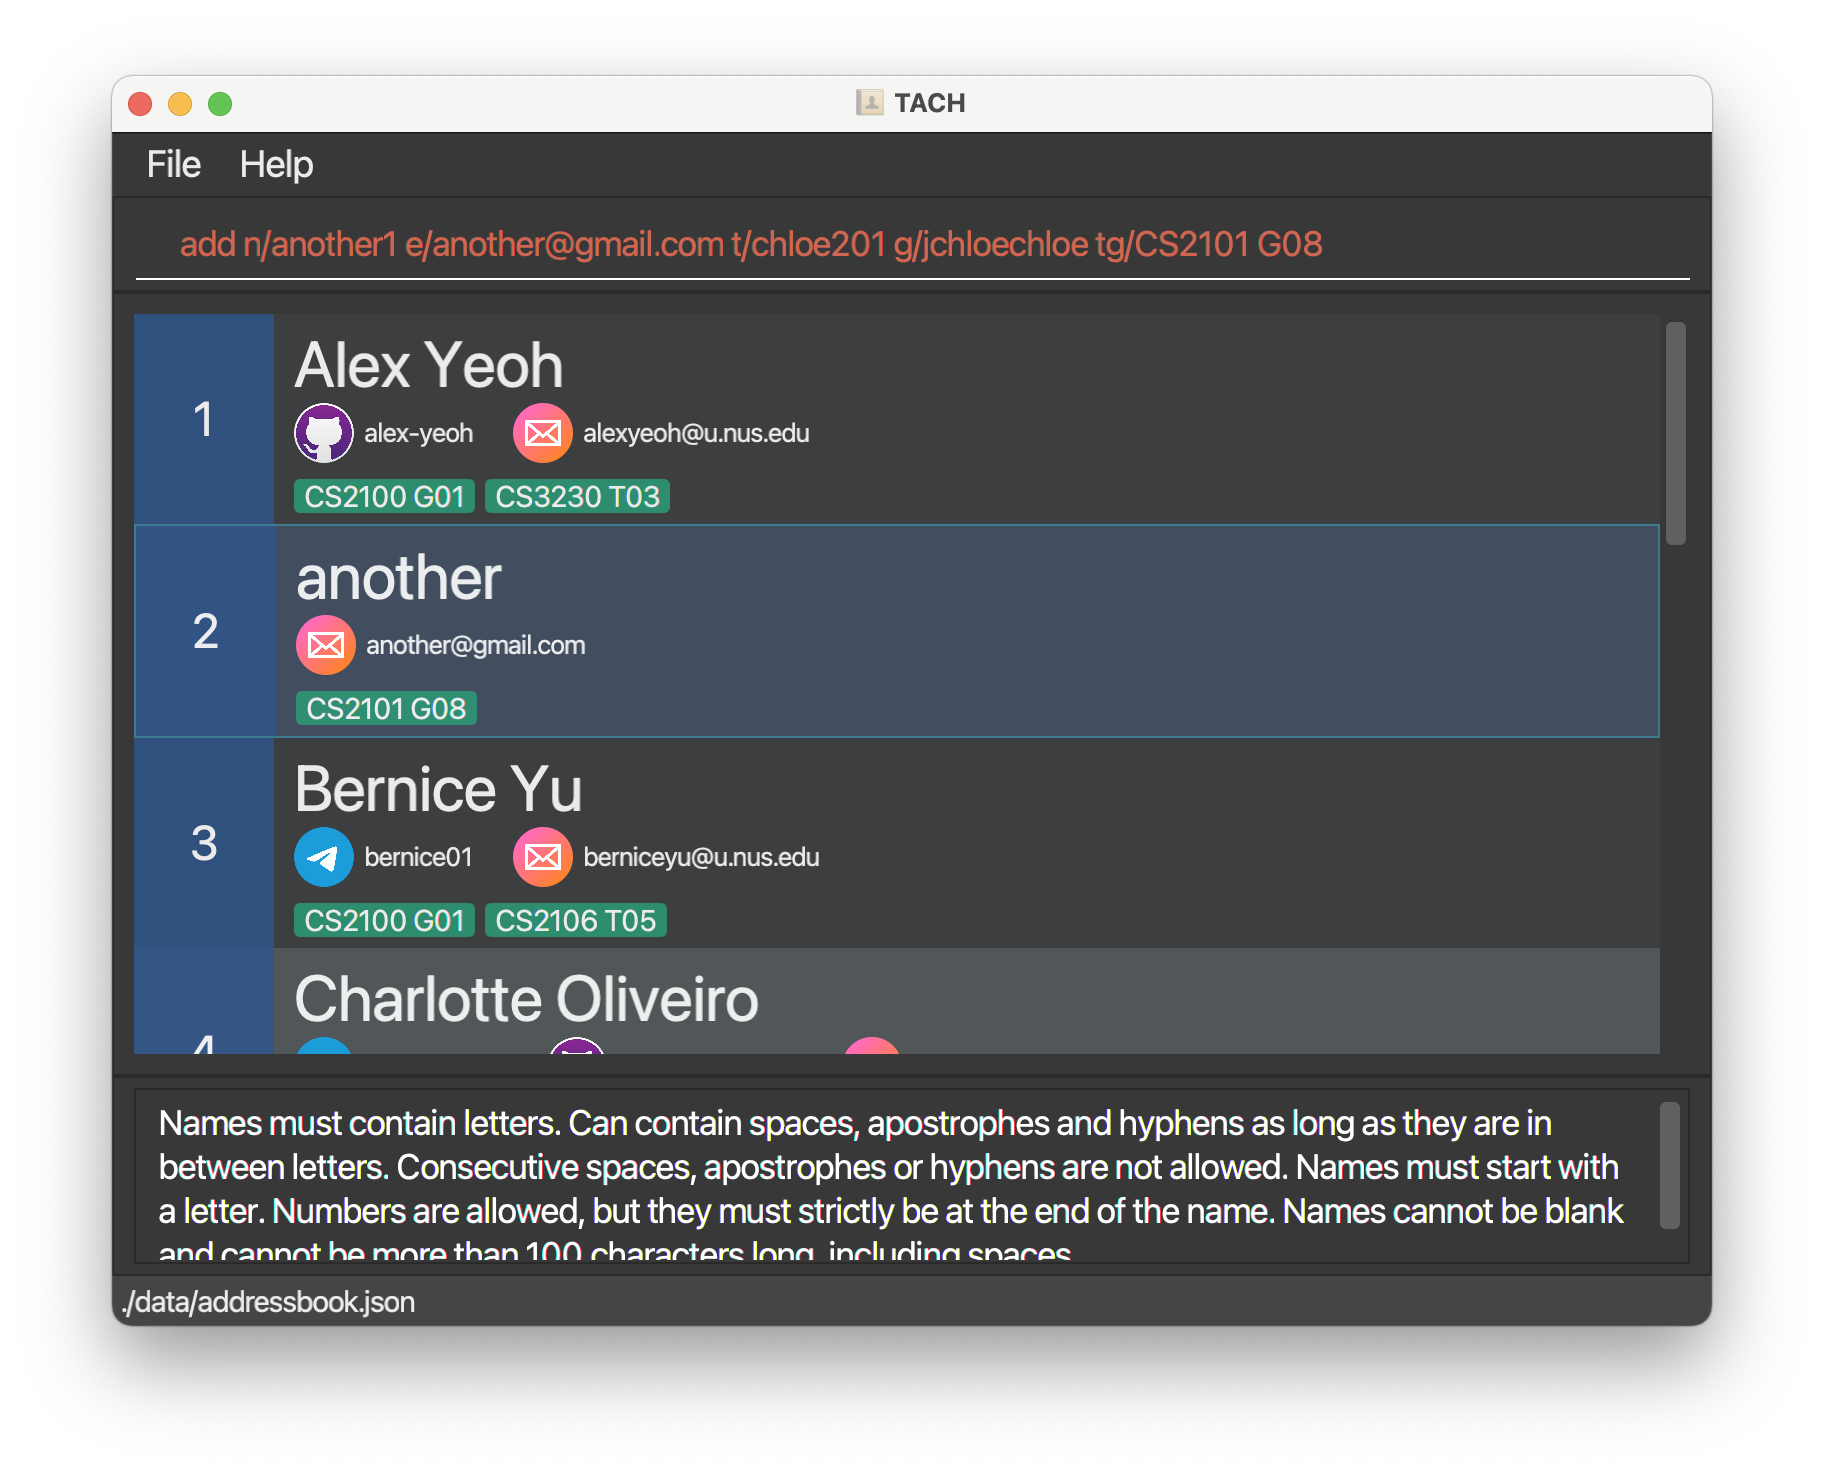 TACH
File Help
add n/another1 e/another@gmail.com t/chloe201 g/jchloechloe tg/CS2101 G08
1
Alex Yeoh
alex-yeoh alexyeoh@u.nus.edu
CS2100 G01 CS3230 T03
2
another
another@gmail.com
CS2101 G08
3
Bernice Yu
bernice01 berniceyu@u.nus.edu
CS2100 G01 CS2106 T05
4
Charlotte Oliveiro
Names must contain letters. Can contain spaces, apostrophes and hyphens as long as they are in
between letters. Consecutive spaces, apostrophes or hyphens are not allowed. Names must start with
a letter. Numbers are allowed, but they must strictly be at the end of the name. Names cannot be blank
and cannot be more than 100 characters long, including spaces
./data/addressbook.json